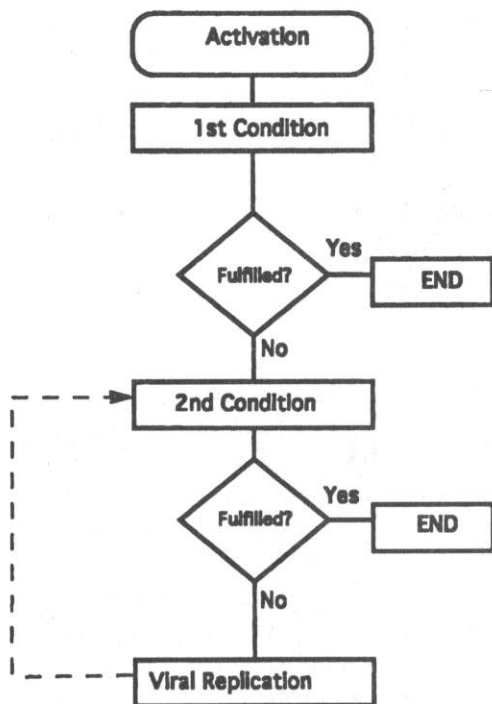 Activation
1st Condition
Yes
Fulfilled?
END
No
2nd Condition
Yes
Fulfilled?
END
No
Viral Replication